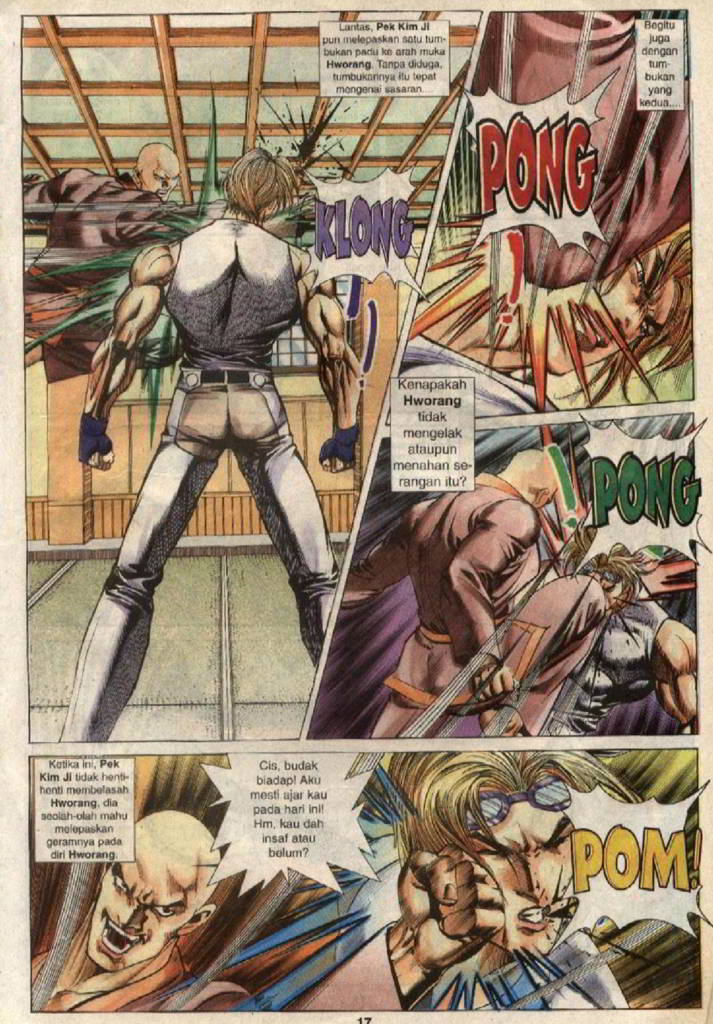 Lantas, Pek Kim Ji
pun melepaskan satu tum-
bukan padu ke arah muka
Hworang. Tanpa diduga,
tumbukannya itu tepat
mengenai sasaran....
KLONG
!!
Begitu
juga
dengan
tum-
bukan
yang
kedua....
PONG
!!
Kenapakah
Hworang
tidak
mengelak
ataupun
menahan se-
rangan itu?
!!
PONG
Ketika ini, Pek
Kim Ji tidak henti-
henti membelasah
Hworang, dia
seolah-olah mahu
melepaskan
geramnya pada
diri Hworang.
Cis, budak
biadap! Aku
mesti ajar kau
pada hari ini!
Hm, kau dah
insaf atau
belum?
POM!
17